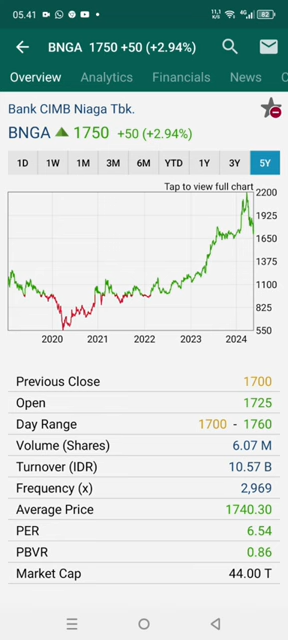 05.41
11,1 K/S 4G 82
BNGA 1750 +50 (+2.94%)
Overview Analytics Financials News C
Bank CIMB Niaga Tbk.
BNGA 1750 +50 (+2.94%)
1D 1W 1M 3M 6M YTD 1Y 3Y 5Y
Tap to view full chart
2200
1925
1650
1375
1100
825
550
2020 2021 2022 2023 2024
Previous Close 1700
Open 1725
Day Range 1700 - 1760
Volume (Shares) 6.07 M
Turnover (IDR) 10.57 B
Frequency (x) 2,969
Average Price 1740.30
PER 6.54
PBVR 0.86
Market Cap 44.00 T